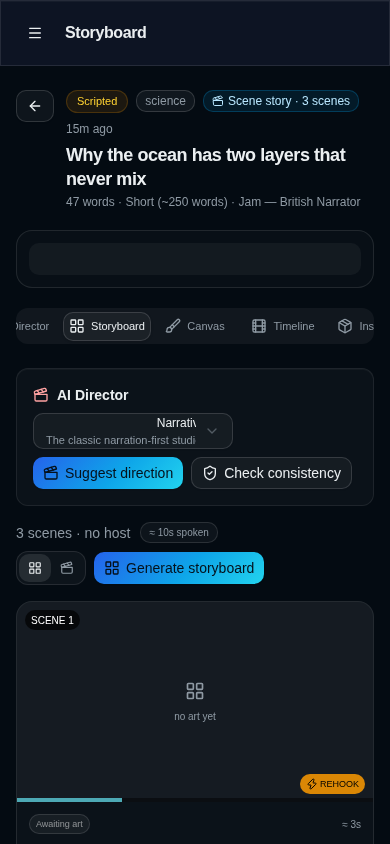 Storyboard
Scripted
science
Scene story · 3 scenes
15m ago
Why the ocean has two layers that
never mix
47 words · Short (~250 words) · Jam — British Narrator
Director
Storyboard
Canvas
Timeline
Ins
AI Director
Narrativ
The classic narration-first studi
Suggest direction
Check consistency
3 scenes · no host
≈ 10s spoken
Generate storyboard
SCENE 1
no art yet
REHOOK
Awaiting art
≈ 3s